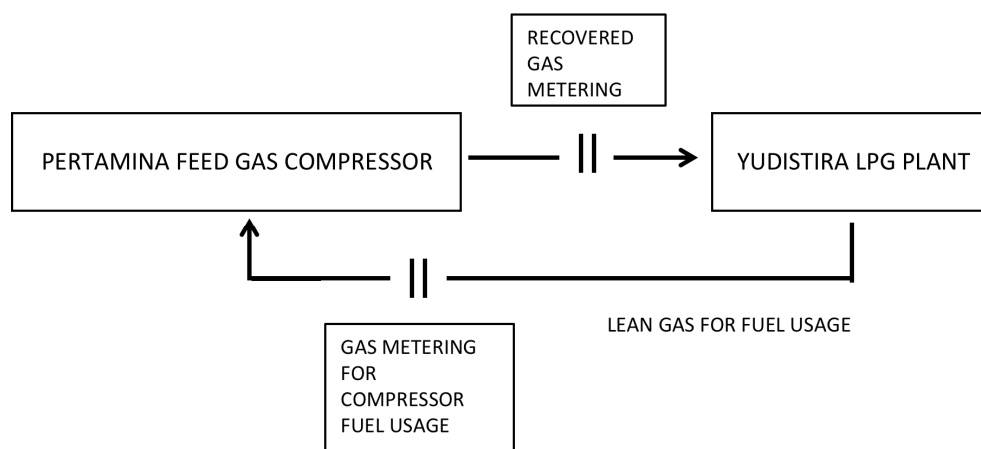 RECOVERED
GAS
METERING
PERTAMINA FEED GAS COMPRESSOR
YUDISTIRA LPG PLANT
LEAN GAS FOR FUEL USAGE
GAS METERING
FOR
COMPRESSOR
FUEL USAGE